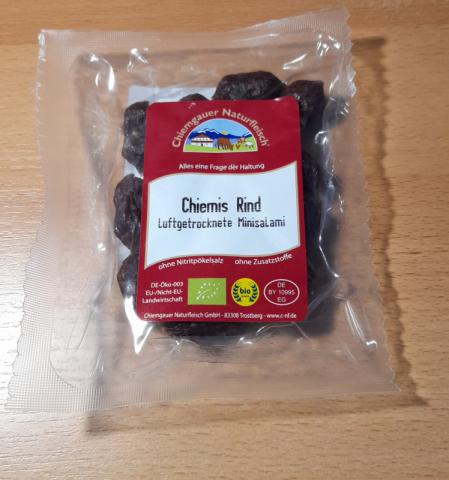 Chiemgauer Naturfleisch
Alles eine Frage der Haltung
Chiemis Rind
Luftgetrocknete Minisalami
ohne Nitritpökelsalz ohne Zusatzstoffe
DE-Öko-003
EU-/Nicht-EU-
Landwirtschaft
bio
DE
BY 10995
EG
Chiemgauer Naturfleisch GmbH - 83308 Trostberg - www.c-nf.de